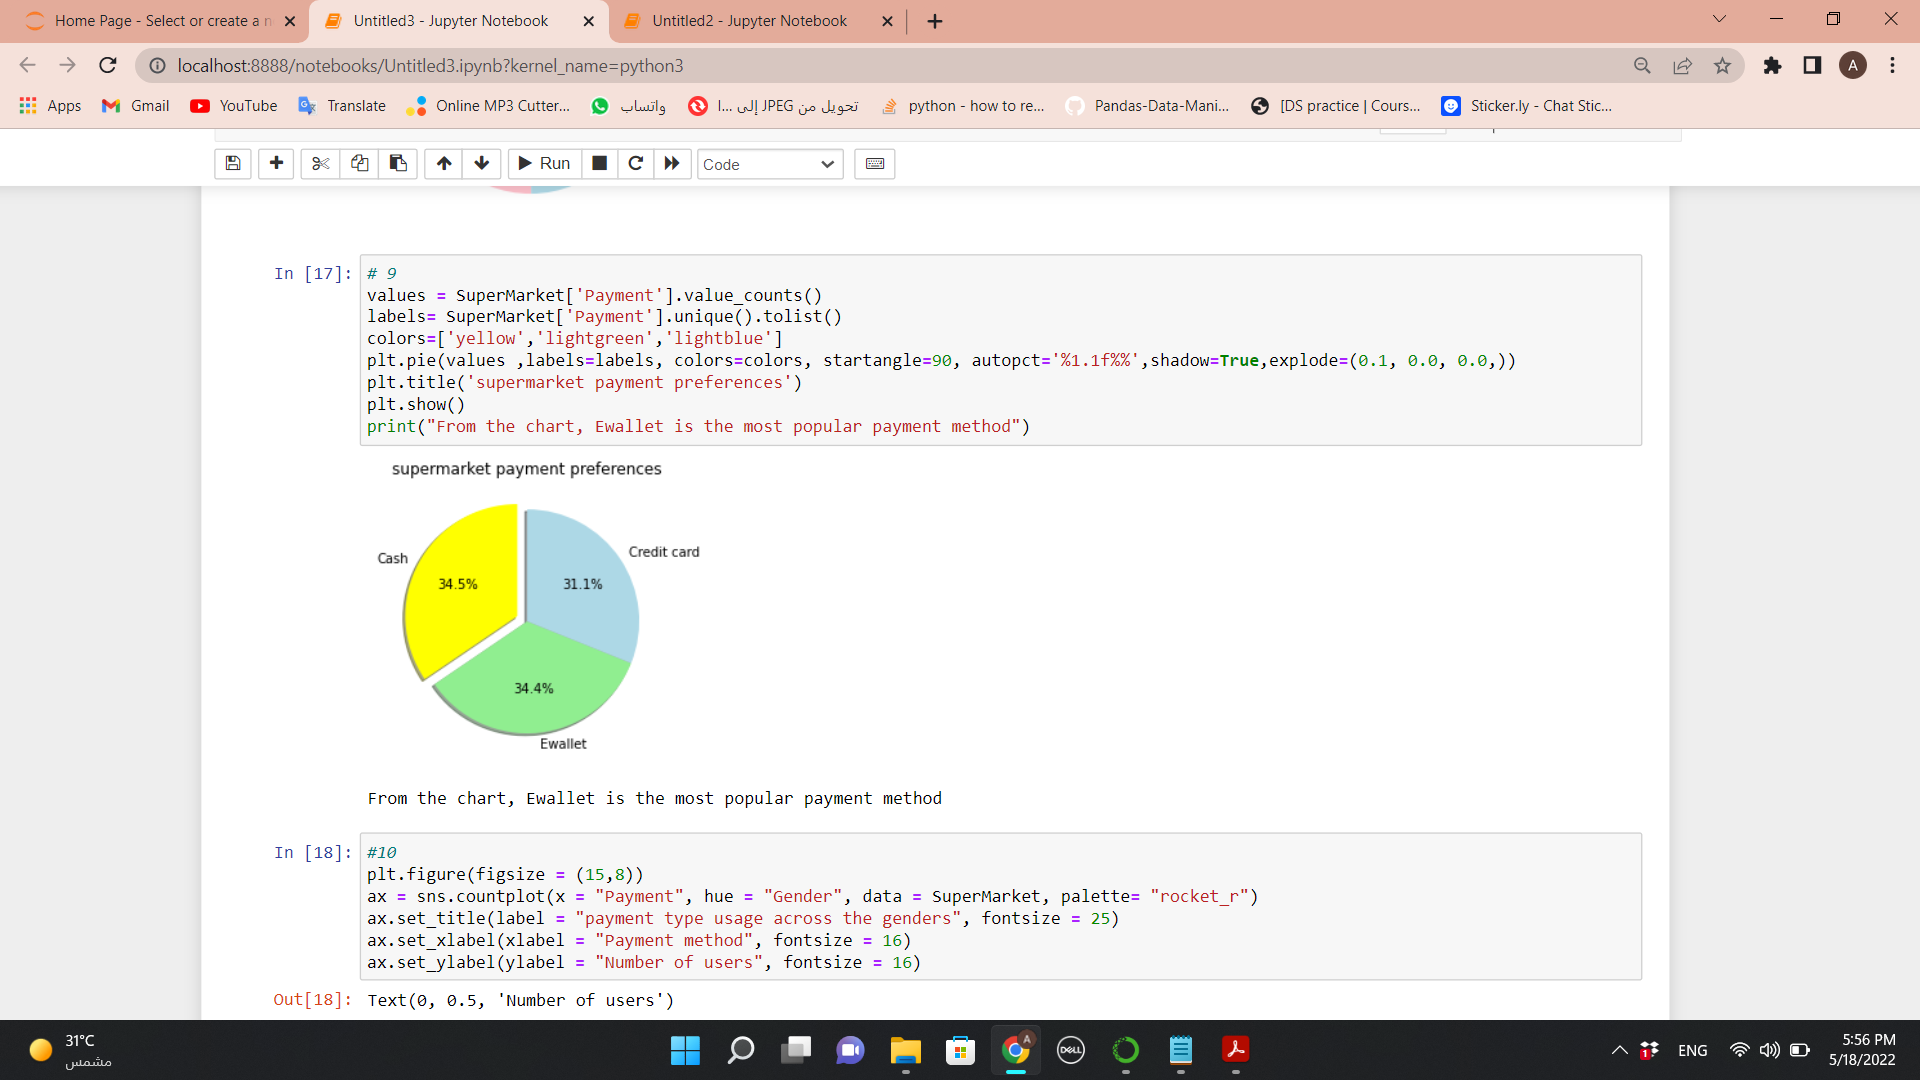 Home Page - Select or create a n
Untitled3 - Jupyter Notebook
Untitled2 - Jupyter Notebook
localhost:8888/notebooks/Untitled3.ipynb?kernel_name=python3
A
Apps
Gmail
YouTube
Translate
Online MP3 Cutter...
واتساب
تحويل من JPEG إلى I...
python - how to re...
Pandas-Data-Mani...
[DS practice | Cours...
Sticker.ly - Chat Stic...
Run
Code
In [17]:
# 9
values = SuperMarket['Payment'].value_counts()
labels= SuperMarket['Payment'].unique().tolist()
colors=['yellow','lightgreen','lightblue']
plt.pie(values ,labels=labels, colors=colors, startangle=90, autopct='%1.1f%%',shadow=True,explode=(0.1, 0.0, 0.0,))
plt.title('supermarket payment preferences')
plt.show()
print("From the chart, Ewallet is the most popular payment method")
supermarket payment preferences
Credit card
Cash
34.5%
31.1%
34.4%
Ewallet
From the chart, Ewallet is the most popular payment method
In [18]:
#10
plt.figure(figsize = (15,8))
ax = sns.countplot(x = "Payment", hue = "Gender", data = SuperMarket, palette= "rocket_r")
ax.set_title(label = "payment type usage across the genders", fontsize = 25)
ax.set_xlabel(xlabel = "Payment method", fontsize = 16)
ax.set_ylabel(ylabel = "Number of users", fontsize = 16)
Out[18]:
Text(0, 0.5, 'Number of users')
31°C
مشمس
A
DELL
1
ENG
5:56 PM
5/18/2022